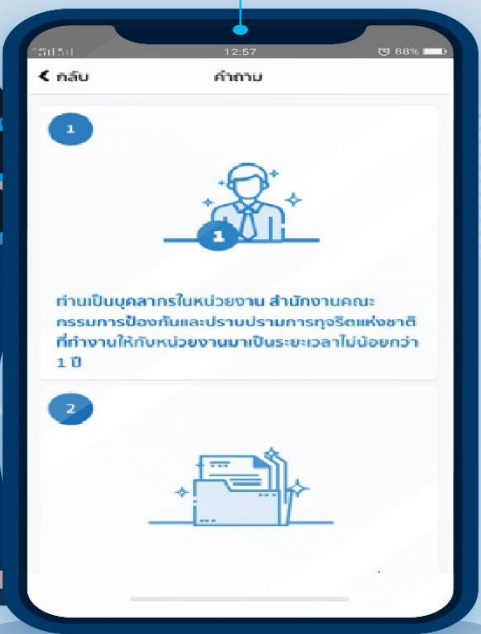 12:57
88%
กลับ
คำถาม
1
1
ท่านเป็นบุคลากรในหน่วยงาน สำนักงานคณะ
กรรมการป้องกันและปราบปรามการทุจริตแห่งชาติ
ที่ทำงานให้กับหน่วยงานมาเป็นระยะเวลาไม่น้อยกว่า
1 ปี
2